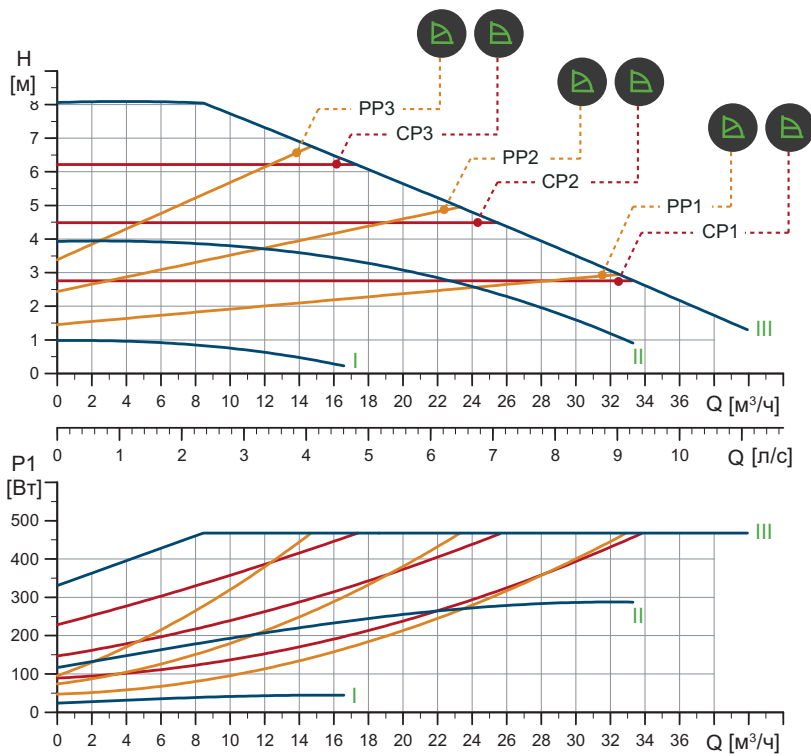 H
[м]
8
7
6
5
4
3
2
1
0
PP3
CP3
PP2
CP2
PP1
CP1
III
II
I
0 2 4 6 8 10 12 14 16 18 20 22 24 26 28 30 32 34 36 Q [м³/ч]
0 1 2 3 4 5 6 7 8 9 10 Q [л/с]
P1
[Вт]
500
400
300
200
100
0
III
II
I
0 2 4 6 8 10 12 14 16 18 20 22 24 26 28 30 32 34 36 Q [м³/ч]